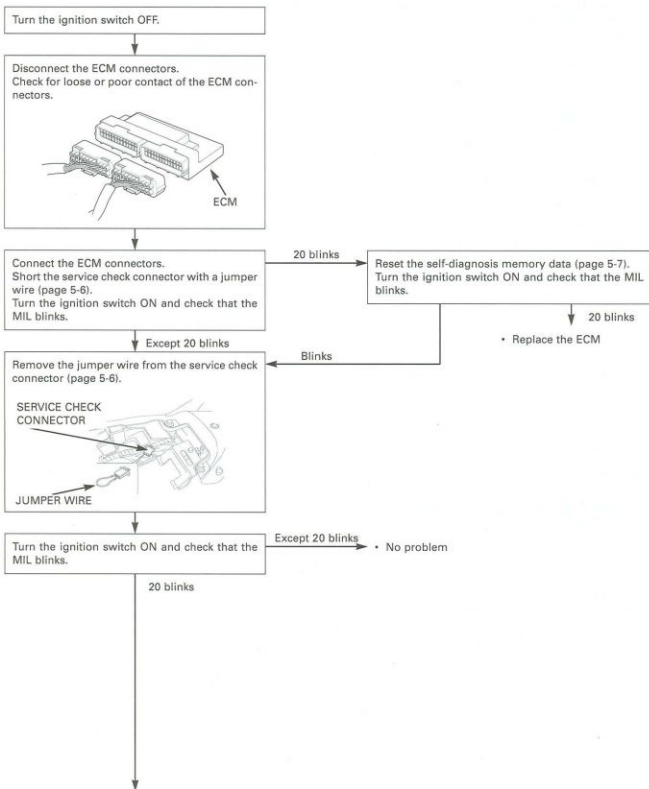 Turn the ignition switch OFF.
Disconnect the ECM connectors.
Check for loose or poor contact of the ECM con-
nectors.
ECM
Connect the ECM connectors.
Short the service check connector with a jumper
wire (page 5-6).
Turn the ignition switch ON and check that the
MIL blinks.
20 blinks
Reset the self-diagnosis memory data (page 5-7).
Turn the ignition switch ON and check that the MIL
blinks.
20 blinks
• Replace the ECM
Except 20 blinks
Blinks
Remove the jumper wire from the service check
connector (page 5-6).
SERVICE CHECK
CONNECTOR
JUMPER WIRE
Turn the ignition switch ON and check that the
MIL blinks.
Except 20 blinks
• No problem
20 blinks